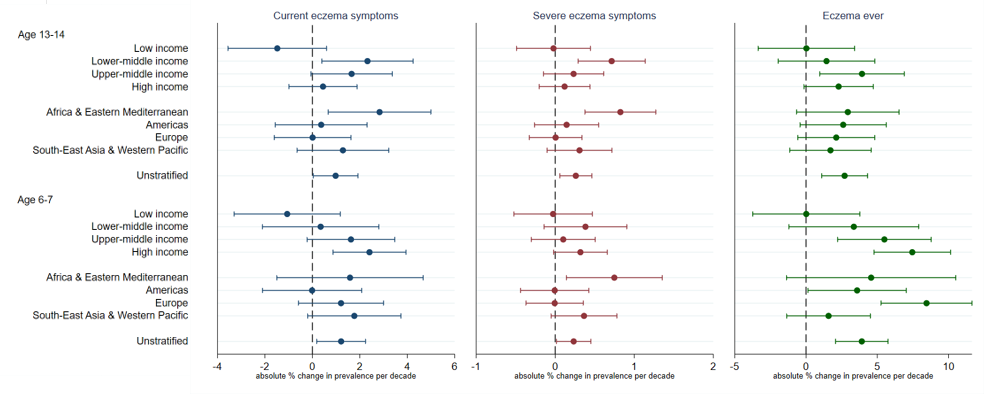 Current eczema symptoms
Severe eczema symptoms
Eczema ever
Age 13-14
Low income
Lower-middle income
Upper-middle income
High income
Africa & Eastern Mediterranean
Americas
Europe
South-East Asia & Western Pacific
Unstratified
Age 6-7
Low income
Lower-middle income
Upper-middle income
High income
Africa & Eastern Mediterranean
Americas
Europe
South-East Asia & Western Pacific
Unstratified
-4 -2 0 2 4 6
absolute % change in prevalence per decade
-1 0 1 2
absolute % change in prevalence per decade
-5 0 5 10
absolute % change in prevalence per decade